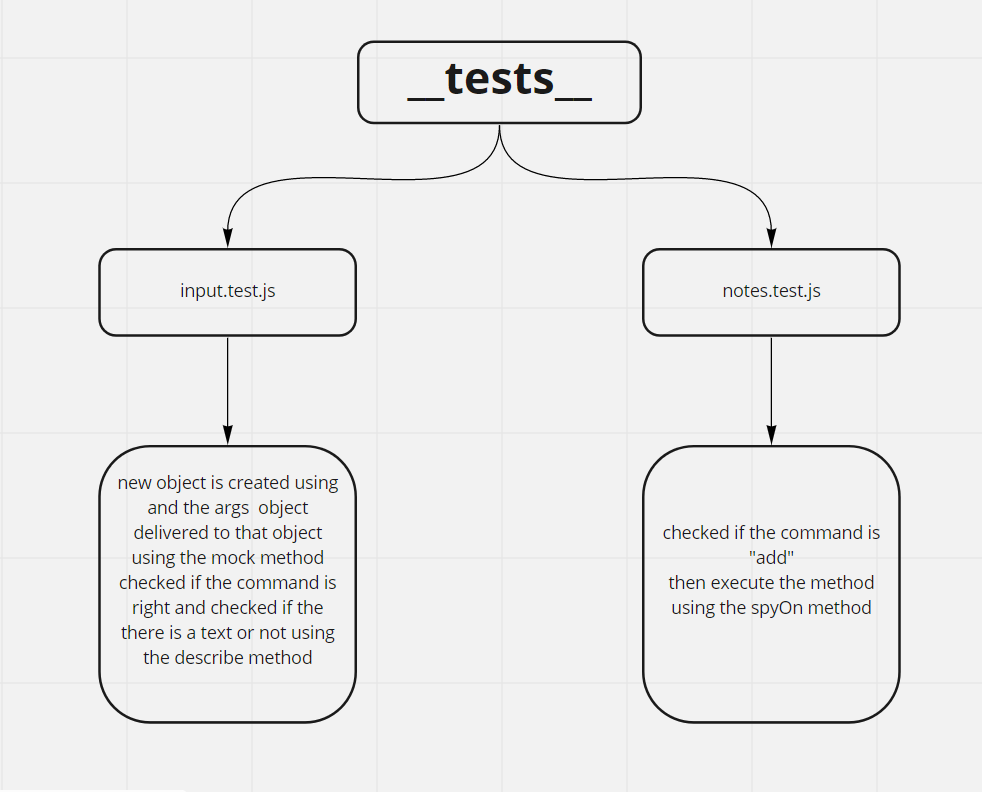 __tests__
input.test.js
notes.test.js
new object is created using
and the args  object
delivered to that object
using the mock method
checked if the command is
right and checked if the
there is a text or not using
the describe method
checked if the command is
"add"
then execute the method
using the spyOn method